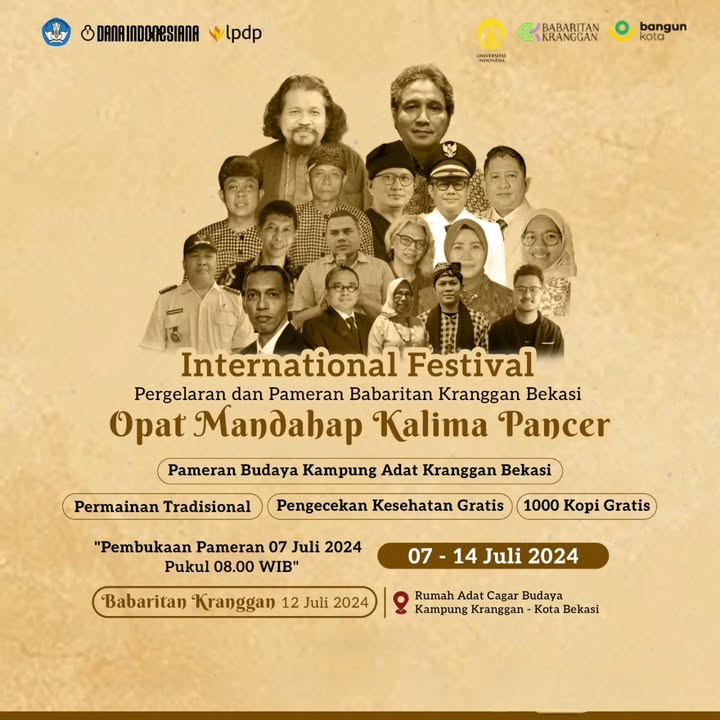 DANA INDONESIANA
lpdp
UNIVERSITAS
INDONESIA
BABARITAN
KRANGGAN
bangun
kota
International Festival
Pergelaran dan Pameran Babaritan Kranggan Bekasi
Opat Mandahap Kalima Pancer
Pameran Budaya Kampung Adat Kranggan Bekasi
Permainan Tradisional
Pengecekan Kesehatan Gratis
1000 Kopi Gratis
"Pembukaan Pameran 07 Juli 2024
Pukul 08.00 WIB"
07 - 14 Juli 2024
Babaritan Kranggan 12 Juli 2024
Rumah Adat Cagar Budaya
Kampung Kranggan - Kota Bekasi